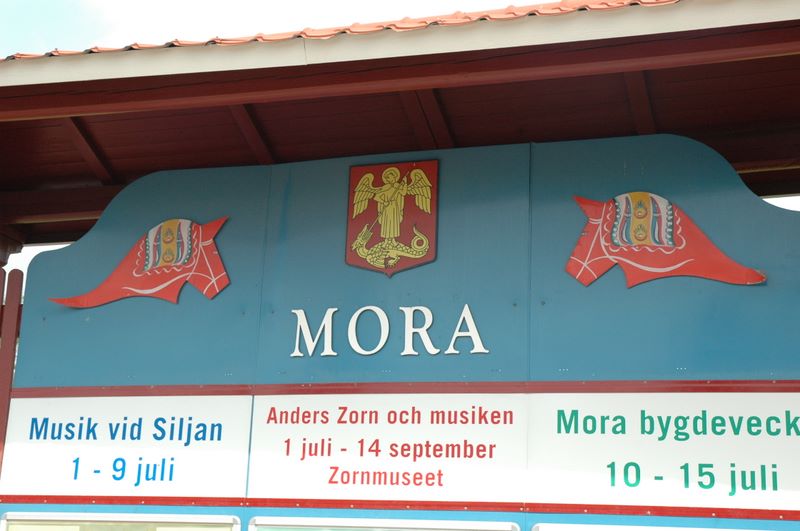 MORA
Musik vid Siljan
1 - 9 juli
Anders Zorn och musiken
1 juli - 14 september
Zornmuseet
Mora bygdeveck
10 - 15 juli